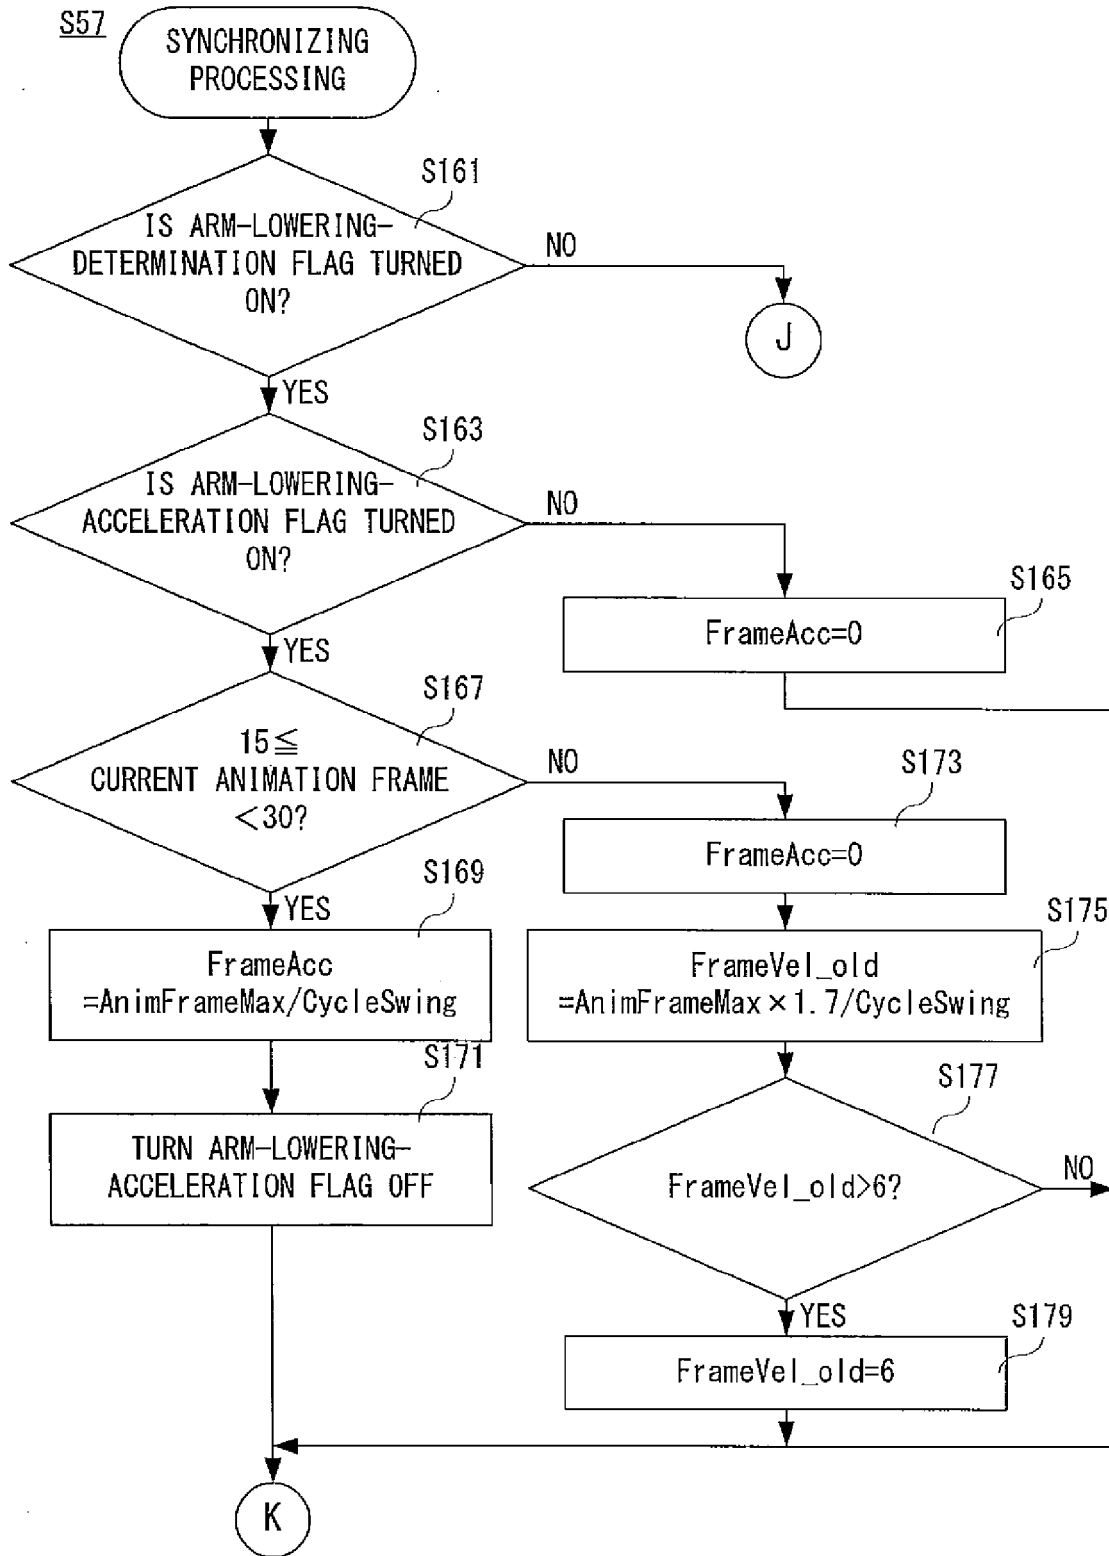 S57
SYNCHRONIZING
PROCESSING
S161
IS ARM-LOWERING-
DETERMINATION FLAG TURNED
ON?
NO
J
YES
S163
IS ARM-LOWERING-
ACCELERATION FLAG TURNED
ON?
NO
S165
FrameAcc=0
YES
S167
15≦
CURRENT ANIMATION FRAME
<30?
NO
S173
FrameAcc=0
YES
S169
FrameAcc
=AnimFrameMax/CycleSwing
S175
FrameVel_old
=AnimFrameMax×1.7/CycleSwing
S171
TURN ARM-LOWERING-
ACCELERATION FLAG OFF
S177
FrameVel_old>6?
NO
YES
S179
FrameVel_old=6
K